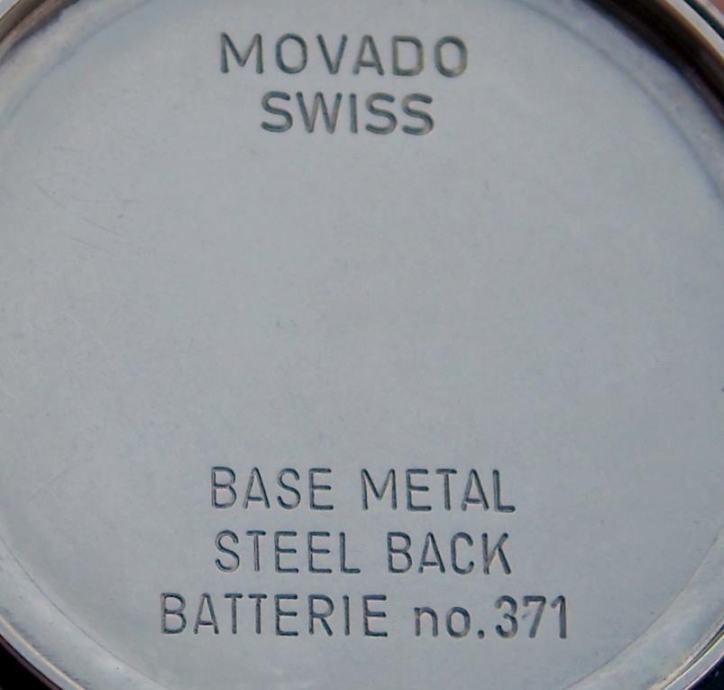 MOVADO
SWISS
BASE METAL
STEEL BACK
BATTERIE no.371